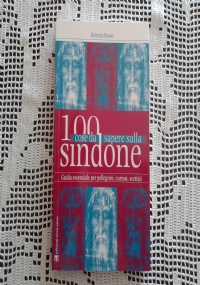 100
cose da sapere sulla
sindone
Guida essenziale per pellegrini, curiosi, scettici